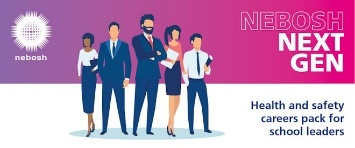 nebosh
NEBOSH
NEXT
GEN
Health and safety
careers pack for
school leaders